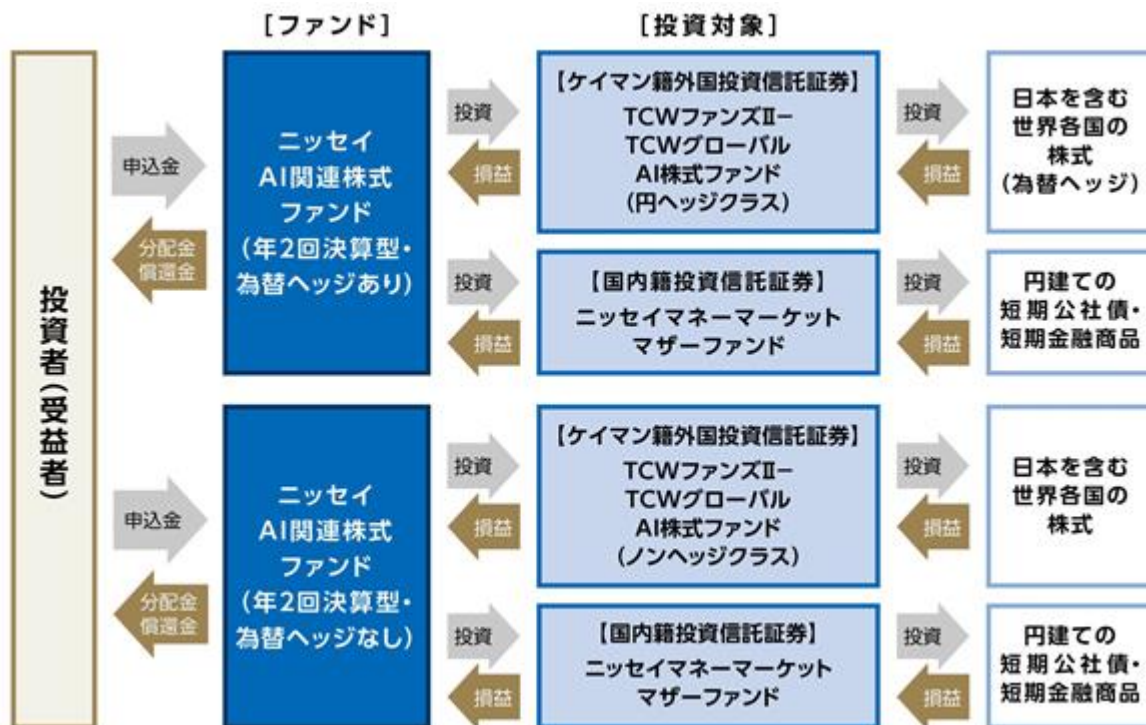 [ファンド]
[投資対象]
投資者(受益者)
申込金
分配金
償還金
ニッセイ
AI関連株式
ファンド
(年2回決算型・
為替ヘッジあり)
投資
損益
【ケイマン籍外国投資信託証券】
TCWファンズⅡー
TCWグローバル
AI株式ファンド
(円ヘッジクラス)
投資
損益
日本を含む
世界各国の
株式
(為替ヘッジ)
投資
損益
【国内籍投資信託証券】
ニッセイマネーマーケット
マザーファンド
投資
損益
円建ての
短期公社債・
短期金融商品
申込金
分配金
償還金
ニッセイ
AI関連株式
ファンド
(年2回決算型・
為替ヘッジなし)
投資
損益
【ケイマン籍外国投資信託証券】
TCWファンズⅡー
TCWグローバル
AI株式ファンド
(ノンヘッジクラス)
投資
損益
日本を含む
世界各国の
株式
投資
損益
【国内籍投資信託証券】
ニッセイマネーマーケット
マザーファンド
投資
損益
円建ての
短期公社債・
短期金融商品